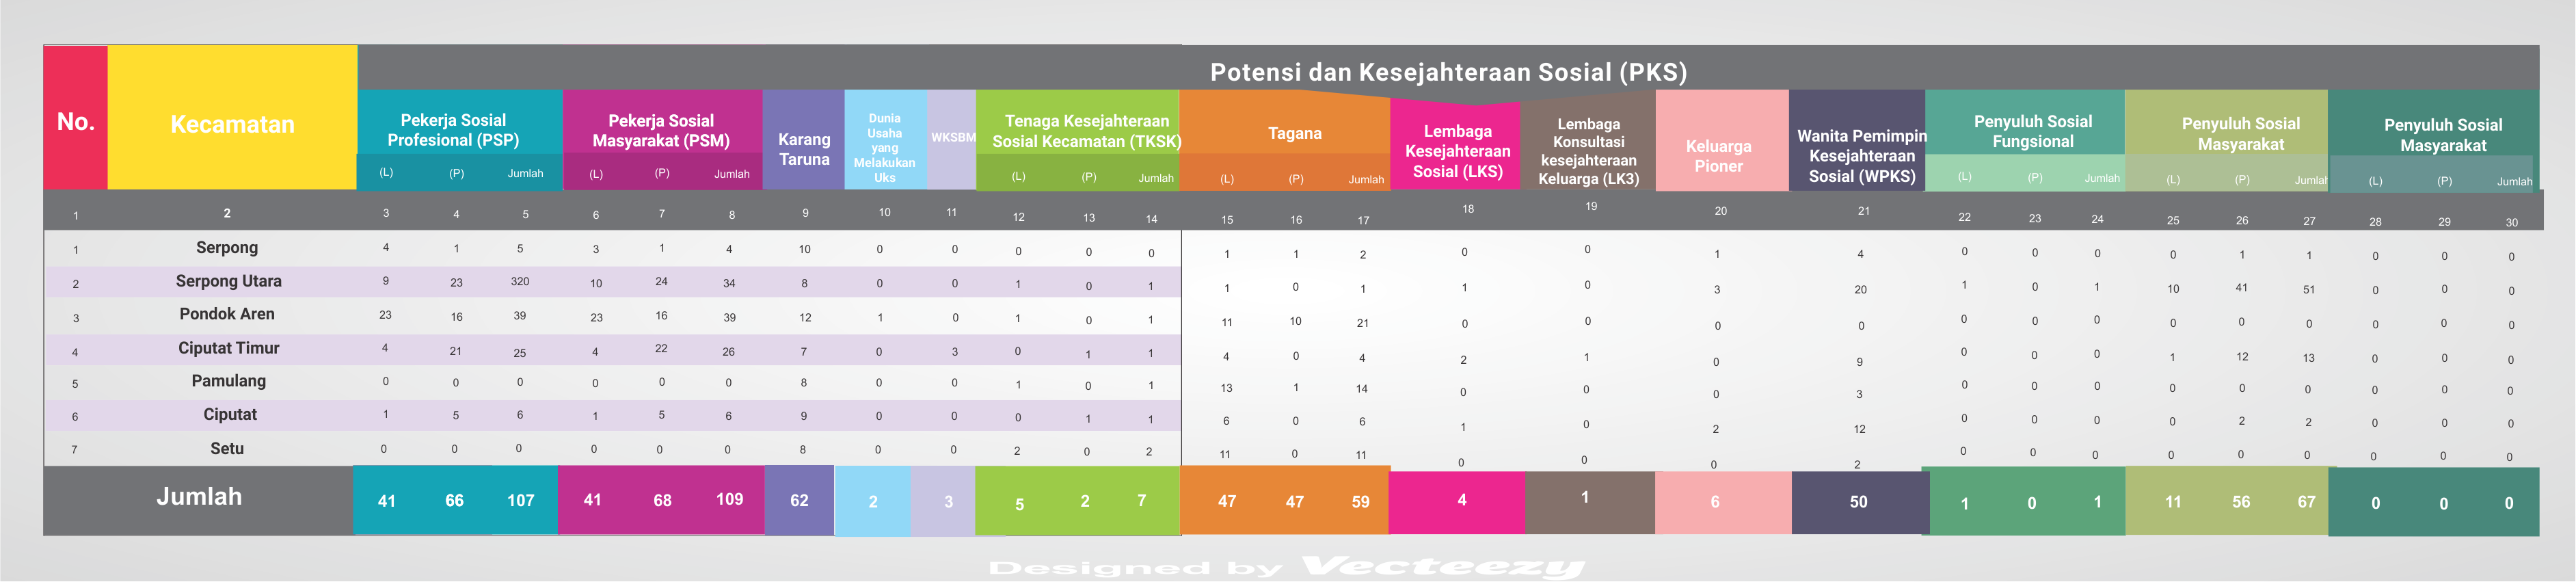 Potensi dan Kesejahteraan Sosial (PKS)
No. Kecamatan
Pekerja Sosial
Profesional (PSP)
(L) (P) Jumlah
Pekerja Sosial
Masyarakat (PSM)
(L) (P) Jumlah
Karang
Taruna
Dunia
Usaha
yang
Melakukan
Uks
WKSBM
Tenaga Kesejahteraan
Sosial Kecamatan (TKSK)
(L) (P) Jumlah
Tagana
(L) (P) Jumlah
Lembaga
Kesejahteraan
Sosial (LKS)
Lembaga
Konsultasi
kesejahteraan
Keluarga (LK3)
Keluarga
Pioner
Wanita Pemimpin
Kesejahteraan
Sosial (WPKS)
Penyuluh Sosial
Fungsional
(L) (P) Jumlah
Penyuluh Sosial
Masyarakat
(L) (P) Jumlah
Penyuluh Sosial
Masyarakat
(L) (P) Jumlah
1 2 3 4 5 6 7 8 9 10 11 12 13 14 15 16 17 18 19 20 21 22 23 24 25 26 27 28 29 30
1 Serpong 4 1 5 3 1 4 10 0 0 0 0 0 1 1 2 0 0 1 4 0 0 0 0 1 1 0 0 0
2 Serpong Utara 9 23 320 10 24 34 8 0 0 1 0 1 1 0 1 1 0 3 20 1 0 1 10 41 51 0 0 0
3 Pondok Aren 23 16 39 23 16 39 12 1 0 1 0 1 11 10 21 0 0 0 0 0 0 0 0 0 0 0 0 0
4 Ciputat Timur 4 21 25 4 22 26 7 0 3 0 1 1 4 0 4 2 1 0 9 0 0 0 1 12 13 0 0 0
5 Pamulang 0 0 0 0 0 0 8 0 0 1 0 1 13 1 14 0 0 0 3 0 0 0 0 0 0 0 0 0
6 Ciputat 1 5 6 1 5 6 9 0 0 0 1 1 6 0 6 1 0 2 12 0 0 0 0 2 2 0 0 0
7 Setu 0 0 0 0 0 0 8 0 0 2 0 2 11 0 11 0 0 0 2 0 0 0 0 0 0 0 0 0
Jumlah 41 66 107 41 68 109 62 2 3 5 2 7 47 47 59 4 1 6 50 1 0 1 11 56 67 0 0 0
Designed by Vecteezy